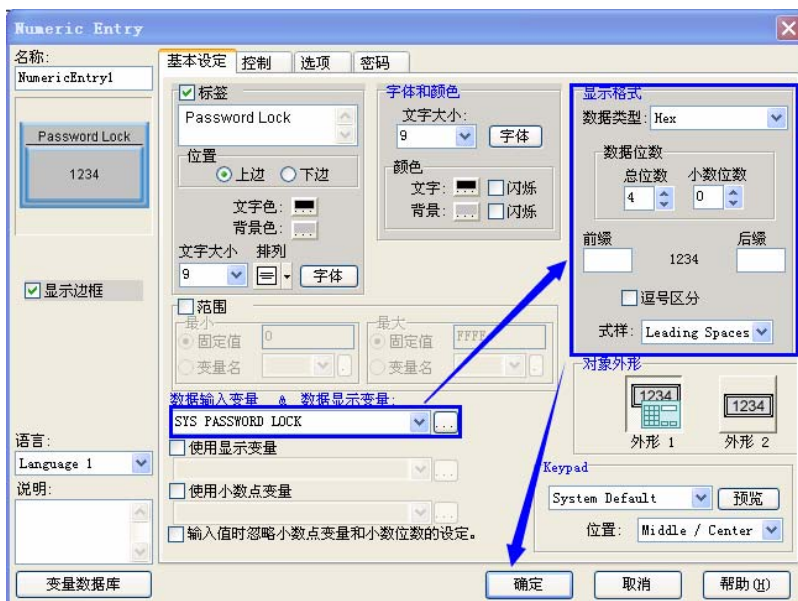 Numeric Entry
名称:
NumericEntry1
Password Lock
1234
显示边框
语言:
Language 1
说明:
变量数据库
基本设定 控制 选项 密码
标签
Password Lock
位置
上边 下边
文字色:
背景色:
文字大小 排列
9 字体
字体和颜色
文字大小:
9 字体
颜色
文字: 闪烁
背景: 闪烁
范围
最小
固定值 0
变量名
最大
固定值 FFFF
变量名
数据输入变量 & 数据显示变量:
SYS PASSWORD LOCK
使用显示变量
使用小数点变量
输入值时忽略小数点变量和小数位数的设定。
显示格式
数据类型: Hex
数据位数
总位数 小数位数
4 0
前缀 后缀
1234
逗号区分
式样: Leading Spaces
对象外形
1234 1234
外形 1 外形 2
Keypad
System Default 预览
位置: Middle / Center
确定 取消 帮助(H)